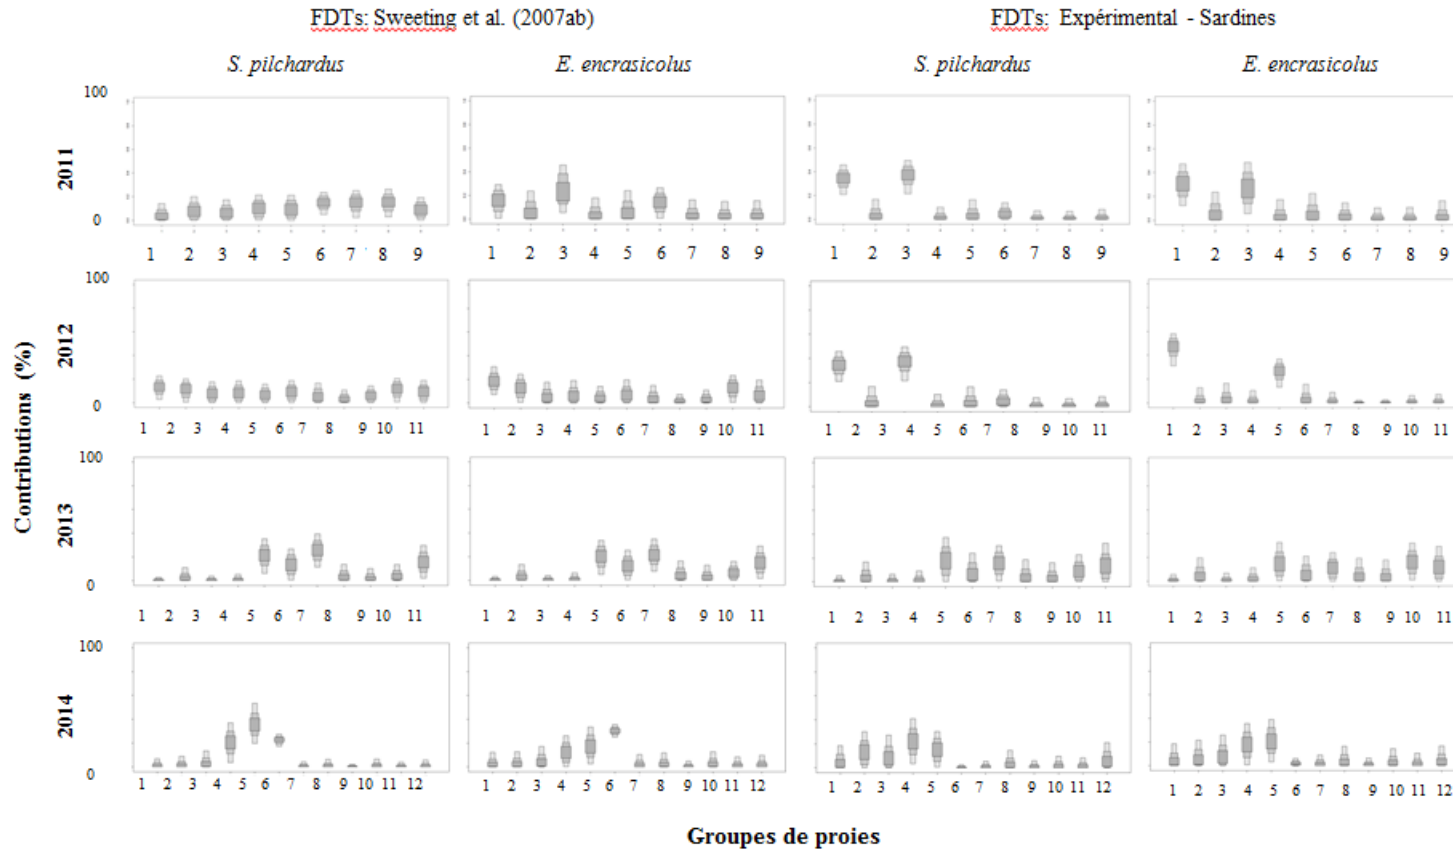 FDTs: Sweeting et al. (2007ab) FDTs: Expérimental - Sardines
S. pilchardus E. encrasicolus S. pilchardus E. encrasicolus
Contributions (%)
2011
100
0
1 2 3 4 5 6 7 8 9 1 2 3 4 5 6 7 8 9 1 2 3 4 5 6 7 8 9 1 2 3 4 5 6 7 8 9
2012
100
0
1 2 3 4 5 6 7 8 9 10 11 1 2 3 4 5 6 7 8 9 10 11 1 2 3 4 5 6 7 8 9 10 11 1 2 3 4 5 6 7 8 9 10 11
2013
100
0
1 2 3 4 5 6 7 8 9 10 11 1 2 3 4 5 6 7 8 9 10 11 1 2 3 4 5 6 7 8 9 10 11 1 2 3 4 5 6 7 8 9 10 11
2014
100
0
1 2 3 4 5 6 7 8 9 10 11 12 1 2 3 4 5 6 7 8 9 10 11 12 1 2 3 4 5 6 7 8 9 10 11 12 1 2 3 4 5 6 7 8 9 10 11 12
Groupes de proies